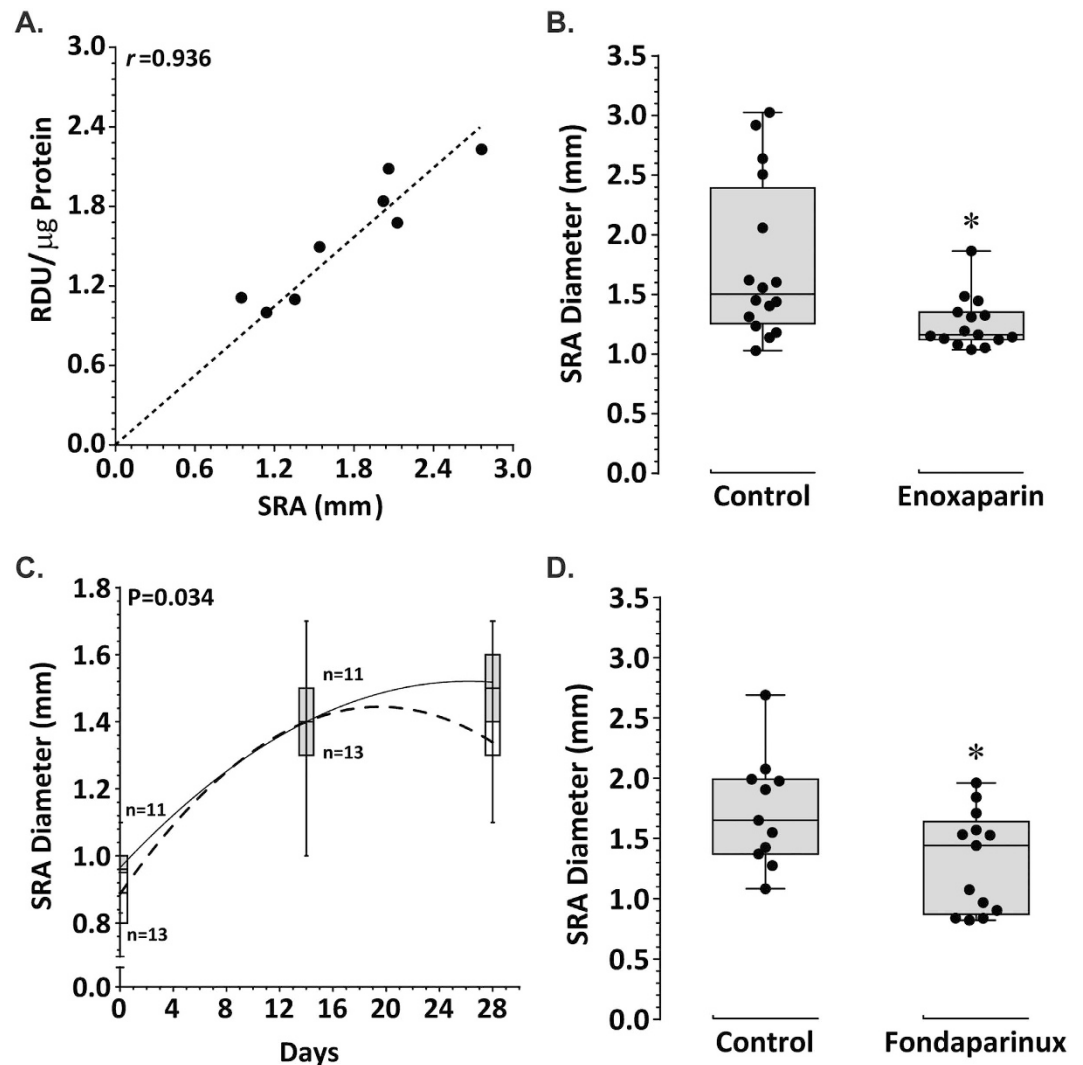 A.
r=0.936
RDU/µg Protein
3.0
2.4
1.8
1.2
0.6
0.0
0.0 0.6 1.2 1.8 2.4 3.0
SRA (mm)
B.
SRA Diameter (mm)
3.5
3.0
2.5
2.0
1.5
1.0
0.5
0.0
*
Control Enoxaparin
C.
P=0.034
SRA Diameter (mm)
1.8
1.6
1.4
1.2
1.0
0.8
0.0
n=11
n=13
n=11
n=13
0 4 8 12 16 20 24 28
Days
D.
SRA Diameter (mm)
3.5
3.0
2.5
2.0
1.5
1.0
0.5
0.0
*
Control Fondaparinux